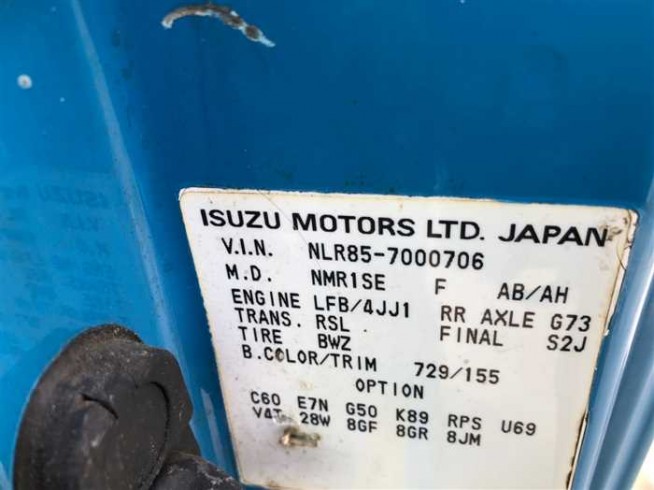 ISUZU MOTORS LTD. JAPAN
V.I.N. NLR85-7000706
M.D. NMR1SE F AB/AH
ENGINE LFB/4JJ1 RR AXLE G73
TRANS. RSL FINAL S2J
TIRE BWZ
B.COLOR/TRIM 729/155
OPTION
C60 E7N G50 K89 RPS U69
V4T 28W 8GF 8GR 8JM